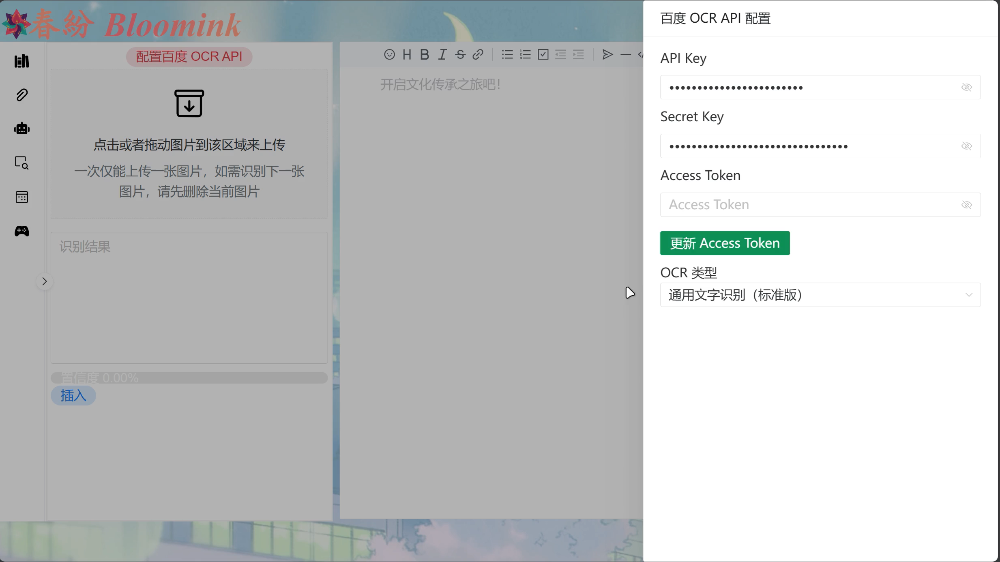 春紛 Bloomink
配置百度 OCR API
点击或者拖动图片到该区域来上传
一次仅能上传一张图片，如需识别下一张
图片，请先删除当前图片
识别结果
置信度 0.00%
插入
开启文化传承之旅吧！
百度 OCR API 配置
API Key
••••••••••••••••••••••••
Secret Key
••••••••••••••••••••••••••••••••
Access Token
Access Token
更新 Access Token
OCR 类型
通用文字识别（标准版）